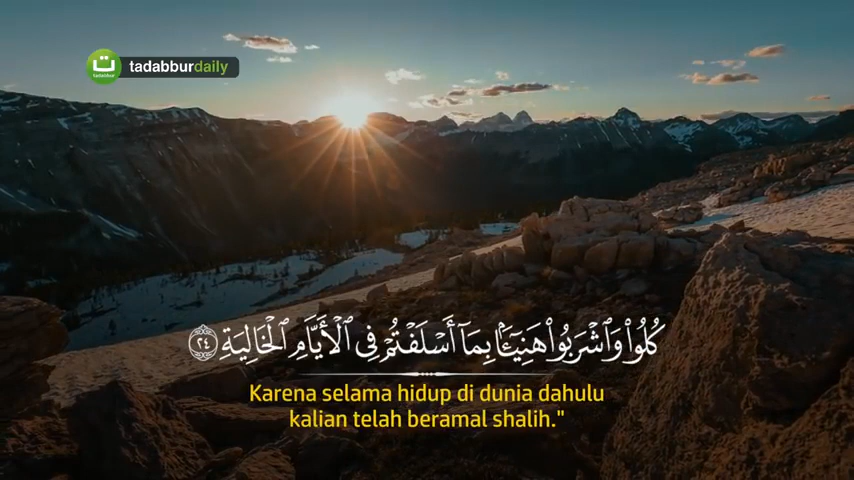 ت
tadabbur
tadabburdaily
كُلُوا۟ وَٱشْرَبُوا۟ هَنِيٓـًٔۢا بِمَآ أَسْلَفْتُمْ فِى ٱلْأَيَّامِ ٱلْخَالِيَةِ ٢٤
Karena selama hidup di dunia dahulu
kalian telah beramal shalih."